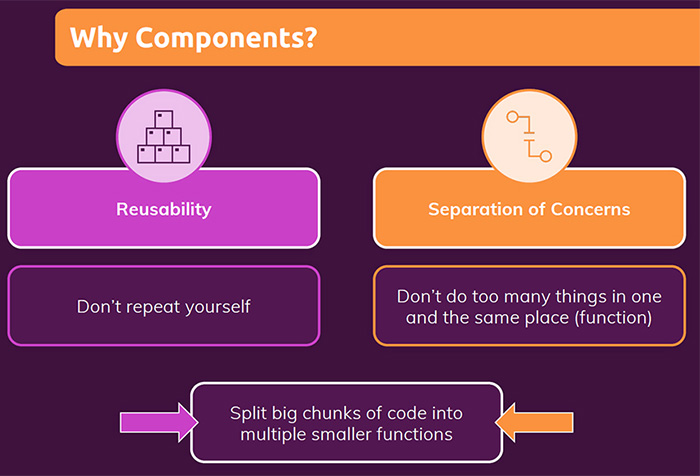 Why Components?
Reusability
Separation of Concerns
Don’t repeat yourself
Don’t do too many things in one
and the same place (function)
Split big chunks of code into
multiple smaller functions